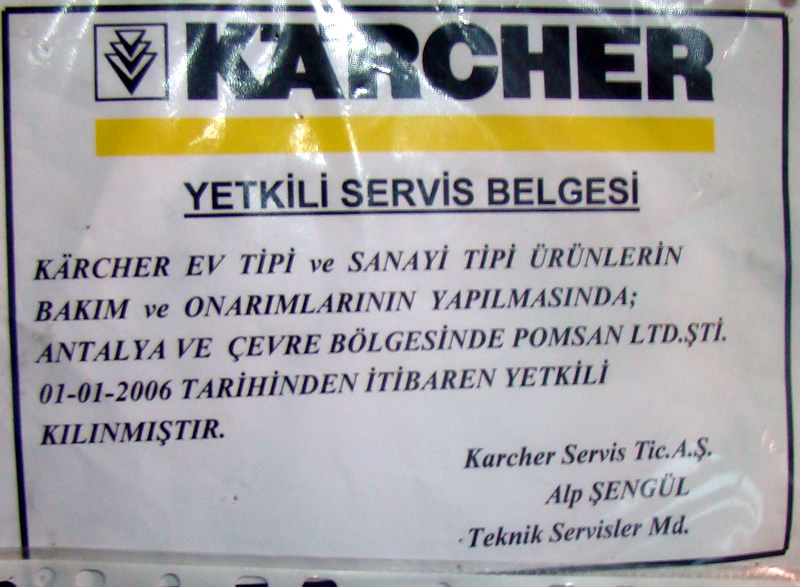 KÄRCHER
YETKİLİ SERVİS BELGESİ
KÄRCHER EV TİPİ ve SANAYİ TİPİ ÜRÜNLERİN
BAKIM ve ONARIMLARININ YAPILMASINDA;
ANTALYA VE ÇEVRE BÖLGESİNDE POMSAN LTD.ŞTİ.
01-01-2006 TARİHİNDEN İTİBAREN YETKİLİ
KILINMIŞTIR.
Karcher Servis Tic.A.Ş.
Alp ŞENGÜL
Teknik Servisler Md.